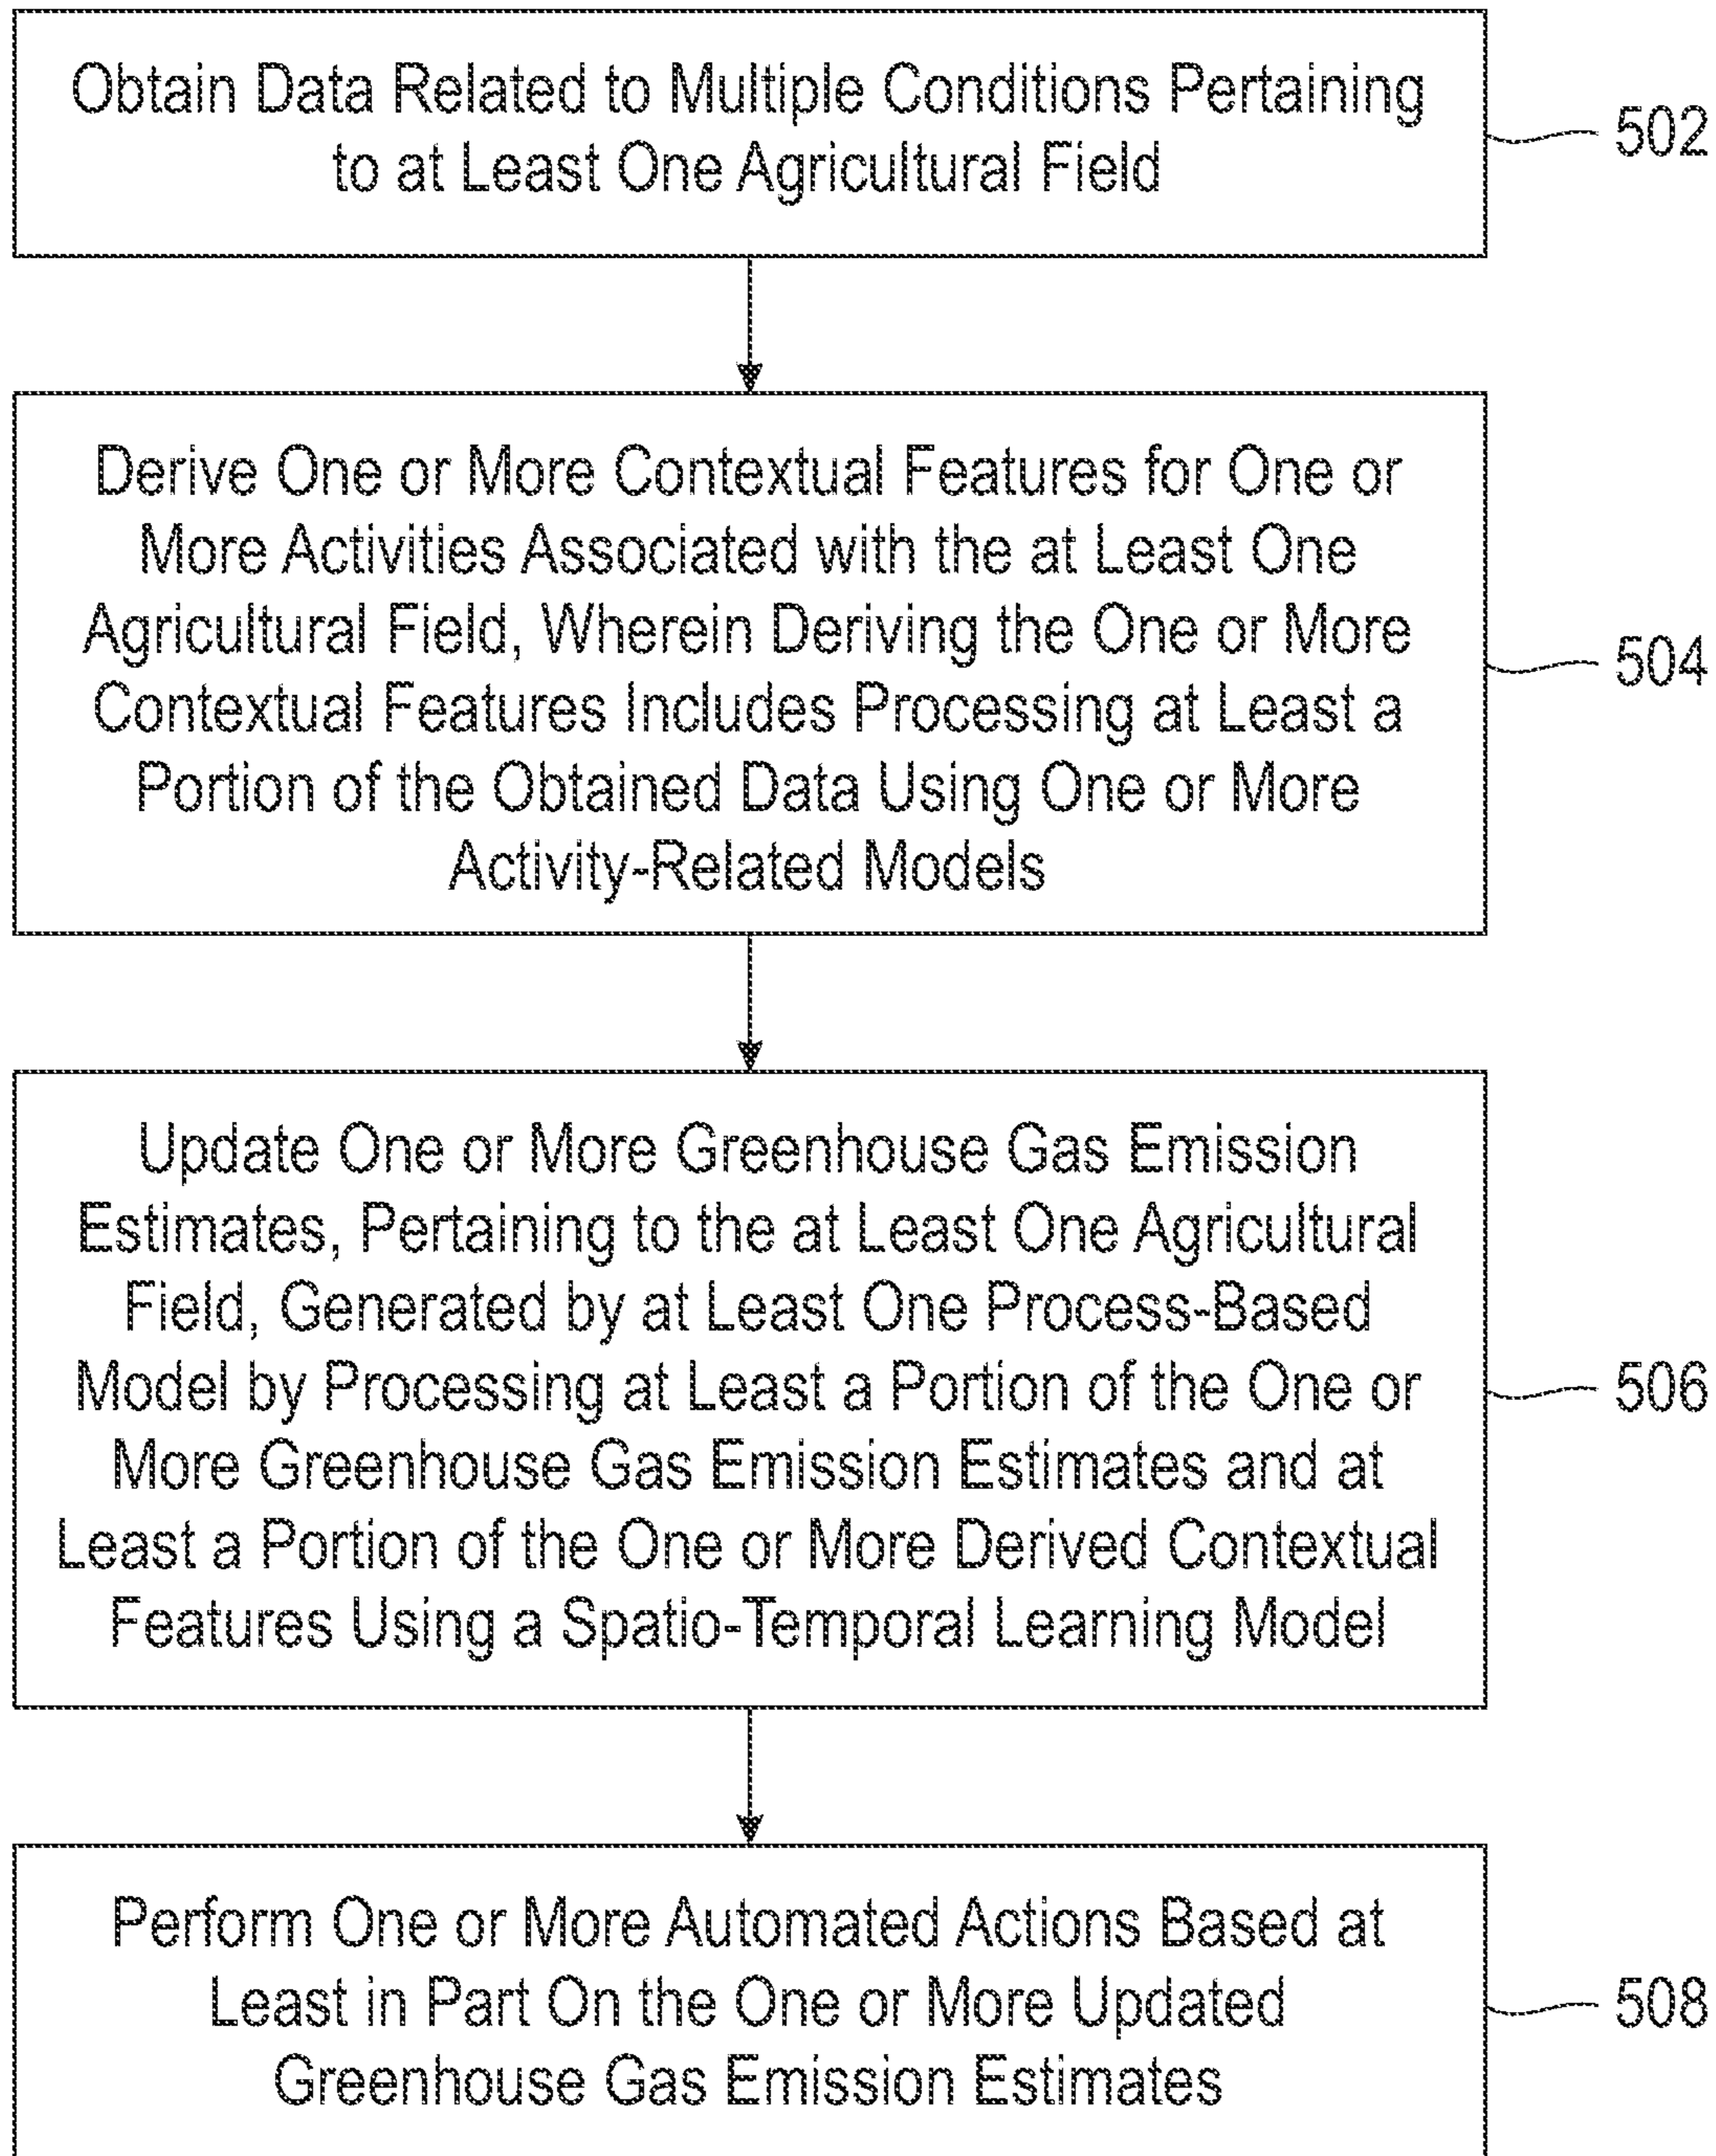 Obtain Data Related to Multiple Conditions Pertaining
to at Least One Agricultural Field
502
Derive One or More Contextual Features for One or
More Activities Associated with the at Least One
Agricultural Field, Wherein Deriving the One or More
Contextual Features Includes Processing at Least a
Portion of the Obtained Data Using One or More
Activity-Related Models
504
Update One or More Greenhouse Gas Emission
Estimates, Pertaining to the at Least One Agricultural
Field, Generated by at Least One Process-Based
Model by Processing at Least a Portion of the One or
More Greenhouse Gas Emission Estimates and at
Least a Portion of the One or More Derived Contextual
Features Using a Spatio-Temporal Learning Model
506
Perform One or More Automated Actions Based at
Least in Part On the One or More Updated
Greenhouse Gas Emission Estimates
508